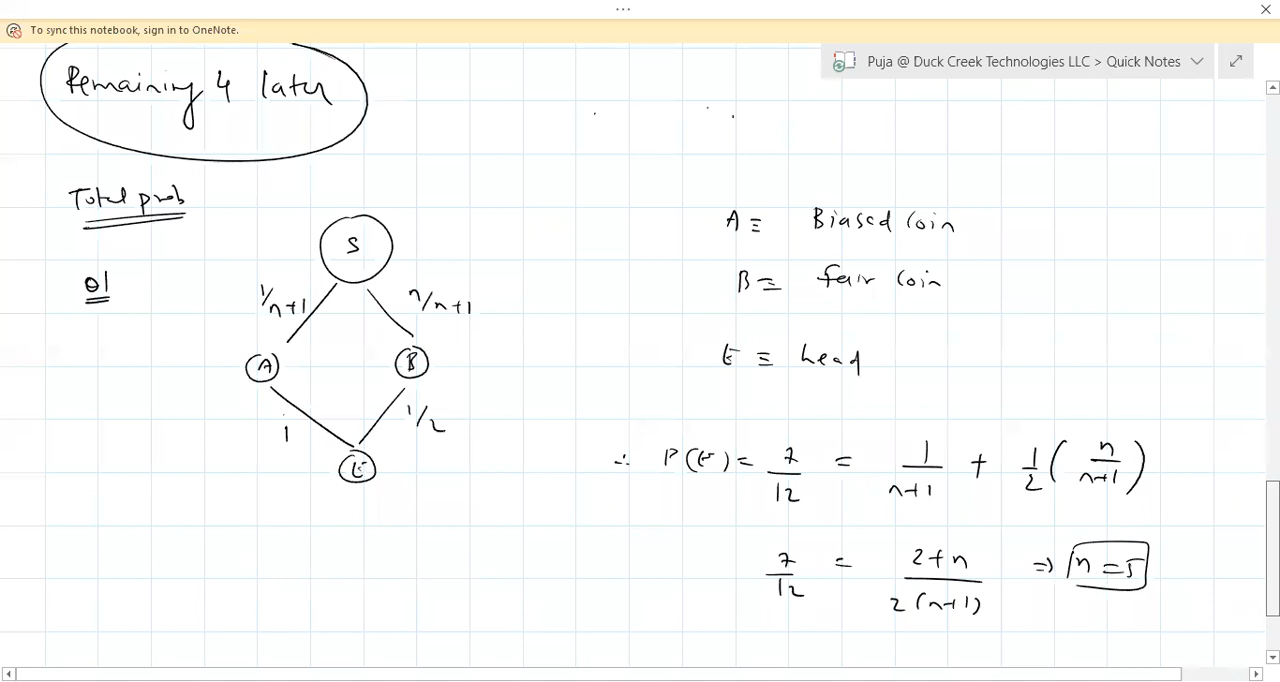 ...
To sync this notebook, sign in to OneNote.
Puja @ Duck Creek Technologies LLC > Quick Notes
Remaining 4 later
Total prob
Q1
S
1/n+1
n/n+1
A
B
1
1/2
E
A ≡ Biased coin
B ≡ fair coin
E ≡ head
∴ P(E) = 7/12 = 1/n+1 + 1/2 (n/n+1)
7/12 = 2+n/2(n+1) ⇒ n = 5